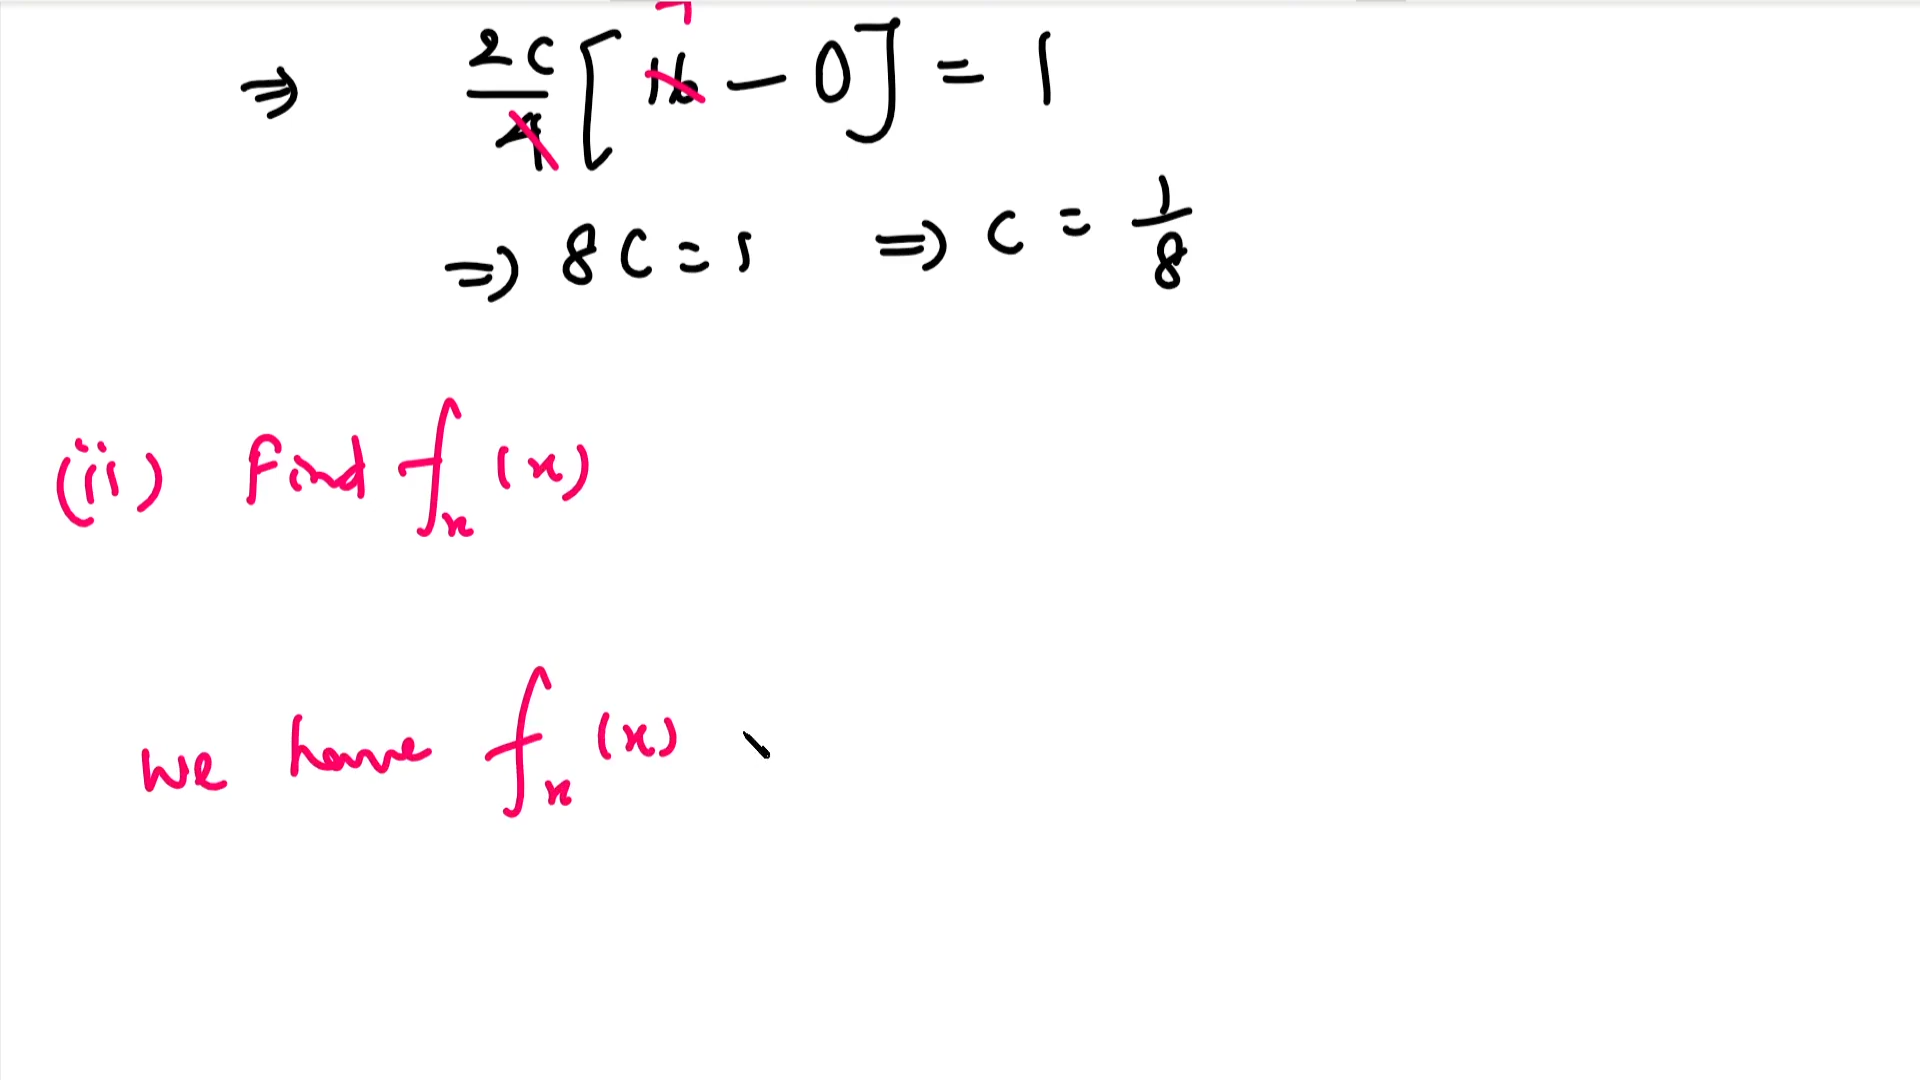 ⇒ 2c/4 [16 - 0] = 1
⇒ 8c = 1 ⇒ c = 1/8
(ii) Find f_x (x)
we have f_x (x)